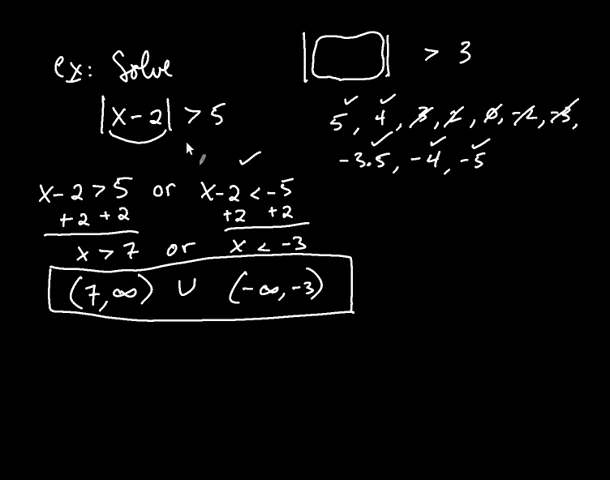 ex: Solve
|x-2| > 5
x-2>5 or x-2<-5
+2 +2 +2 +2
x > 7 or x < -3
(7,∞) ∪ (-∞,-3)
| | > 3
5, 4, 3, 2, 0, -2, -3,
-3.5, -4, -5